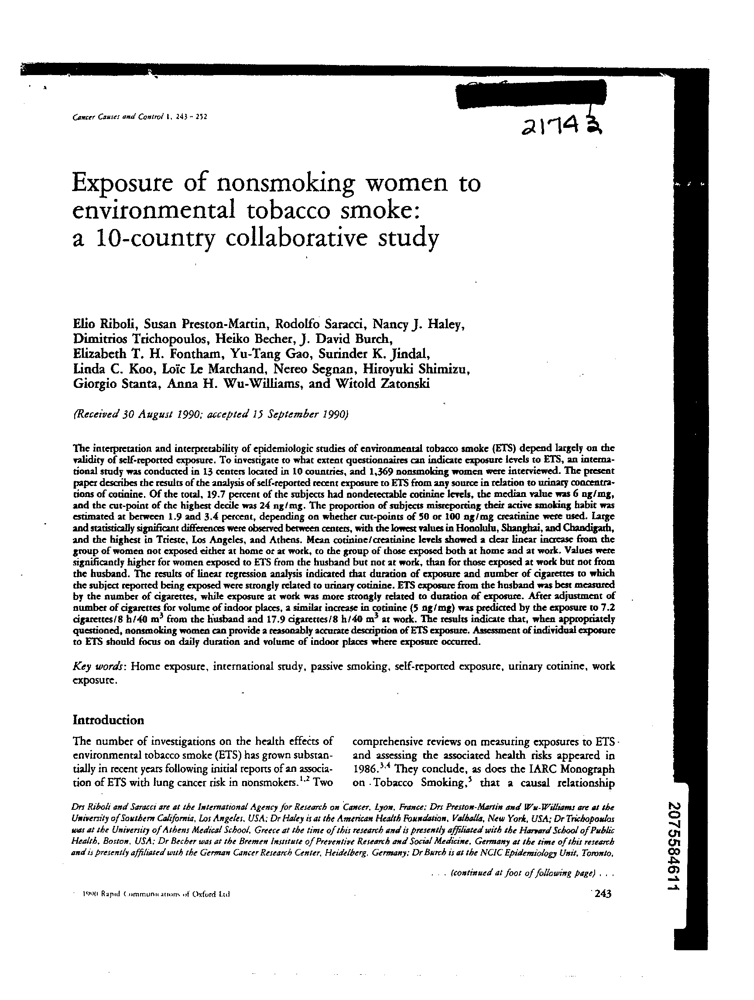 Cancer Causes and Control 1, 243 - 252
21743
Exposure of nonsmoking women to
environmental tobacco smoke:
a 10-country collaborative study
Elio Riboli, Susan Preston-Martin, Rodolfo Saracci, Nancy J. Haley,
Dimitrios Trichopoulos, Heiko Becher, J. David Burch,
Elizabeth T. H. Fontham, Yu-Tang Gao, Surinder K. Jindal,
Linda C. Koo, Loïc Le Marchand, Nereo Segnan, Hiroyuki Shimizu,
Giorgio Stanta, Anna H. Wu-Williams, and Witold Zatonski
(Received 30 August 1990; accepted 15 September 1990)
The interpretation and interpretability of epidemiologic studies of environmental tobacco smoke (ETS) depend largely on the
validity of self-reported exposure. To investigate to what extent questionnaires can indicate exposure levels to ETS, an interna-
tional study was conducted in 13 centers located in 10 countries, and 1,369 nonsmoking women were interviewed. The present
paper describes the results of the analysis of self-reported recent exposure to ETS from any source in relation to urinary concentra-
tions of cotinine. Of the total, 19.7 percent of the subjects had nondetectable cotinine levels, the median value was 6 ng/mg,
and the cut-point of the highest decile was 24 ng/mg. The proportion of subjects misreporting their active smoking habit was
estimated at between 1.9 and 3.4 percent, depending on whether cut-points of 50 or 100 ng/mg creatinine were used. Large
and statistically significant differences were observed between centers, with the lowest values in Honolulu, Shanghai, and Chandigarh,
and the highest in Trieste, Los Angeles, and Athens. Mean cotinine/creatinine levels showed a clear linear increase from the
group of women not exposed either at home or at work, to the group of those exposed both at home and at work. Values were
significantly higher for women exposed to ETS from the husband but not at work, than for those exposed at work but not from
the husband. The results of linear regression analysis indicated that duration of exposure and number of cigarettes to which
the subject reported being exposed were strongly related to urinary cotinine. ETS exposure from the husband was best measured
by the number of cigarettes, while exposure at work was more strongly related to duration of exposure. After adjustment of
number of cigarettes for volume of indoor places, a similar increase in cotinine (5 ng/mg) was predicted by the exposure to 7.2
cigarettes/8 h/40 m³ from the husband and 17.9 cigarettes/8 h/40 m³ at work. The results indicate that, when appropriately
questioned, nonsmoking women can provide a reasonably accurate description of ETS exposure. Assessment of individual exposure
to ETS should focus on daily duration and volume of indoor places where exposure occurred.
Key words: Home exposure, international study, passive smoking, self-reported exposure, urinary cotinine, work
exposure.
Introduction
The number of investigations on the health effects of
environmental tobacco smoke (ETS) has grown substan-
tially in recent years following initial reports of an associa-
tion of ETS with lung cancer risk in nonsmokers.¹,² Two
comprehensive reviews on measuring exposures to ETS
and assessing the associated health risks appeared in
1986.³,⁴ They conclude, as does the IARC Monograph
on Tobacco Smoking,⁵ that a causal relationship
Drs Riboli and Saracci are at the International Agency for Research on Cancer, Lyon, France; Drs Preston-Martin and Wu-Williams are at the
University of Southern California, Los Angeles, USA; Dr Haley is at the American Health Foundation, Valhalla, New York, USA; Dr Trichopoulos
was at the University of Athens Medical School, Greece at the time of this research and is presently affiliated with the Harvard School of Public
Health, Boston, USA; Dr Becher was at the Bremen Institute of Preventive Research and Social Medicine, Germany at the time of this research
and is presently affiliated with the German Cancer Research Center, Heidelberg, Germany; Dr Burch is at the NCIC Epidemiology Unit, Toronto,
. . . (continued at foot of following page) . . .
1990 Rapid Communications of Oxford Ltd
243
2075584611